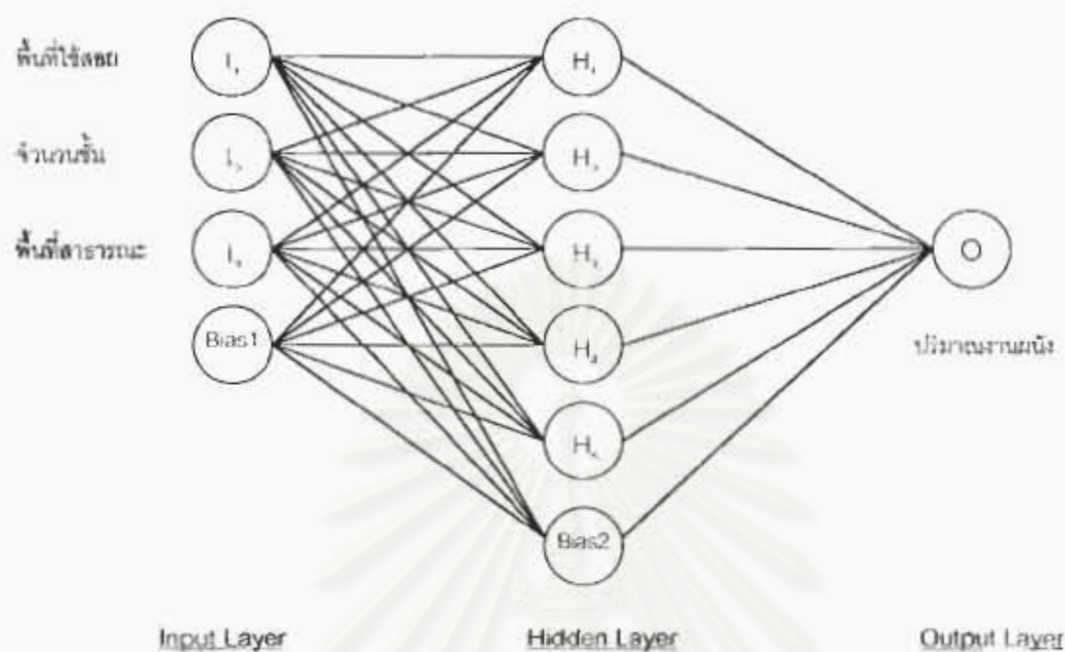 พื้นที่ใช้สอย
I₁
H₁
จำนวนชั้น
I₂
H₂
พื้นที่สาธารณะ
I₃
H₃
O
Bias1
H₄
ปริมาณงานผนัง
H₅
Bias2
Input Layer
Hidden Layer
Output Layer